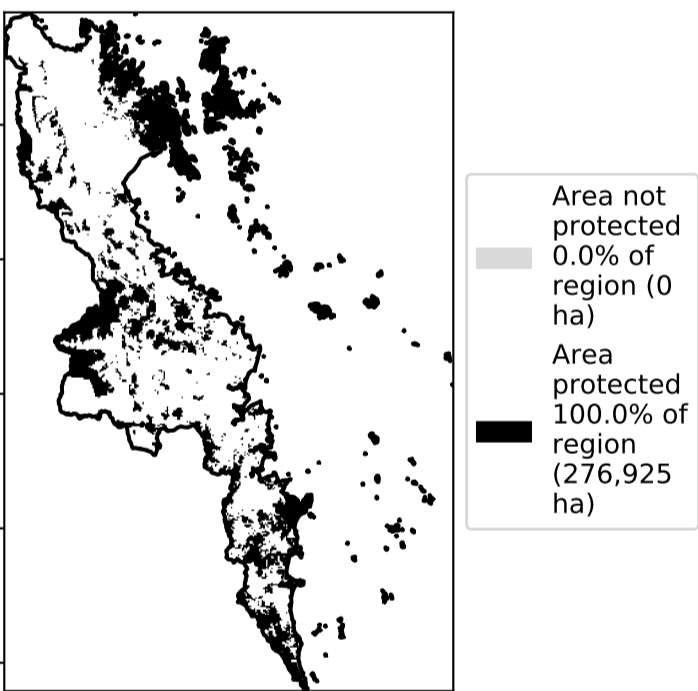 Area not
protected
0.0% of
region (0
ha)
Area
protected
100.0% of
region
(276,925
ha)